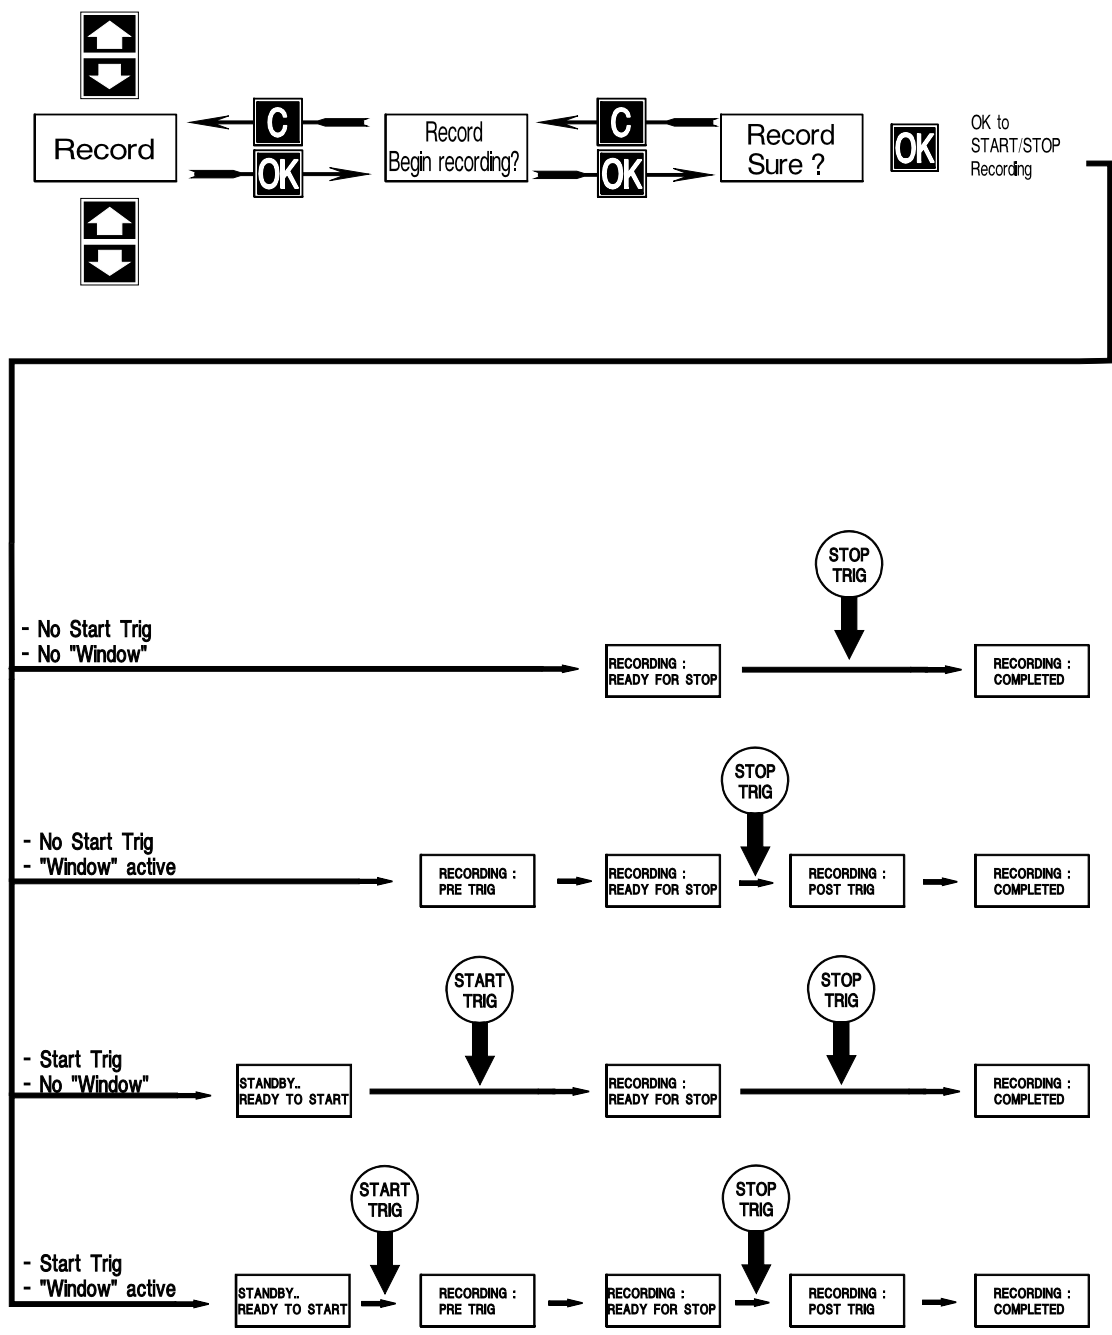 Record
C
OK
Record
Begin recording?
C
OK
Record
Sure ?
OK
OK to
START/STOP
Recording
- No Start Trig
- No "Window"
STOP
TRIG
RECORDING :
READY FOR STOP
RECORDING :
COMPLETED
- No Start Trig
- "Window" active
STOP
TRIG
RECORDING :
PRE TRIG
RECORDING :
READY FOR STOP
RECORDING :
POST TRIG
RECORDING :
COMPLETED
- Start Trig
- No "Window"
START
TRIG
STOP
TRIG
STANDBY..
READY TO START
RECORDING :
READY FOR STOP
RECORDING :
COMPLETED
- Start Trig
- "Window" active
START
TRIG
STOP
TRIG
STANDBY..
READY TO START
RECORDING :
PRE TRIG
RECORDING :
READY FOR STOP
RECORDING :
POST TRIG
RECORDING :
COMPLETED